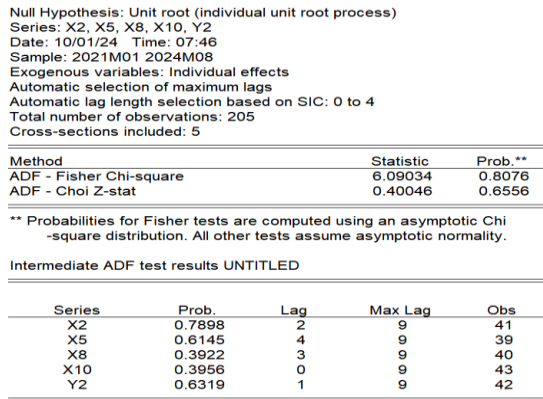 Null Hypothesis: Unit root (individual unit root process)
Series: X2, X5, X8, X10, Y2
Date: 10/01/24 Time: 07:46
Sample: 2021M01 2024M08
Exogenous variables: Individual effects
Automatic selection of maximum lags
Automatic lag length selection based on SIC: 0 to 4
Total number of observations: 205
Cross-sections included: 5
Method Statistic Prob.**
ADF - Fisher Chi-square 6.09034 0.8076
ADF - Choi Z-stat 0.40046 0.6556
** Probabilities for Fisher tests are computed using an asymptotic Chi
-square distribution. All other tests assume asymptotic normality.
Intermediate ADF test results UNTITLED
Series Prob. Lag Max Lag Obs
X2 0.7898 2 9 41
X5 0.6145 4 9 39
X8 0.3922 3 9 40
X10 0.3956 0 9 43
Y2 0.6319 1 9 42